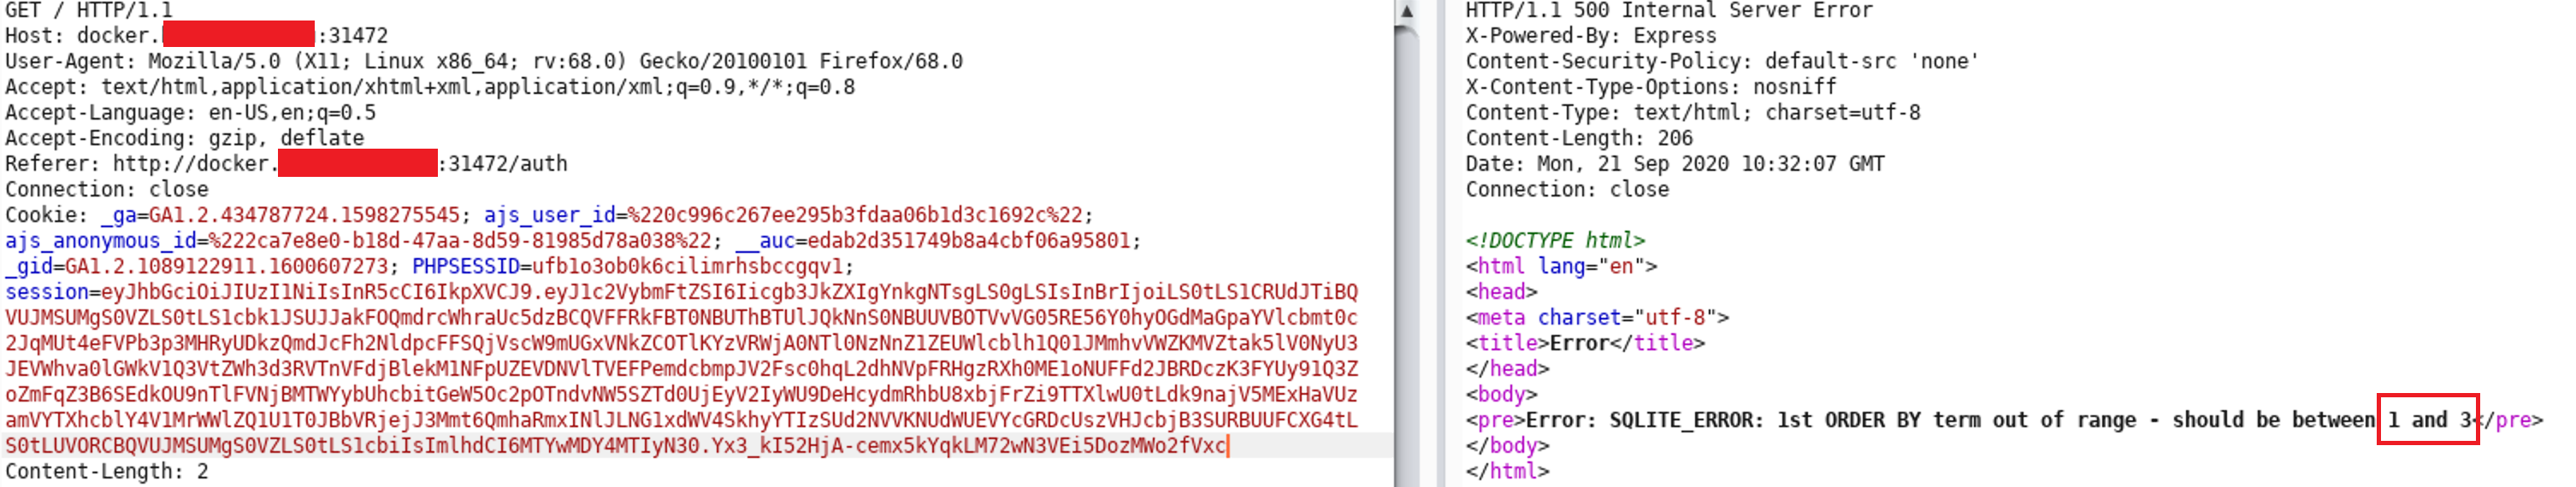 GET / HTTP/1.1
Host: docker. :31472
User-Agent: Mozilla/5.0 (X11; Linux x86_64; rv:68.0) Gecko/20100101 Firefox/68.0
Accept: text/html,application/xhtml+xml,application/xml;q=0.9,*/*;q=0.8
Accept-Language: en-US,en;q=0.5
Accept-Encoding: gzip, deflate
Referer: http://docker. :31472/auth
Connection: close
Cookie: _ga=GA1.2.434787724.1598275545; ajs_user_id=%220c996c267ee295b3fdaa06b1d3c1692c%22;
ajs_anonymous_id=%222ca7e8e0-b18d-47aa-8d59-81985d78a038%22; __auc=edab2d351749b8a4cbf06a95801;
_gid=GA1.2.1089122911.1600607273; PHPSESSID=ufb1o3ob0k6cilimrhsbccgqv1;
session=eyJhbGciOiJIUzI1NiIsInR5cCI6IkpXVCJ9.eyJ1c2VybmFtZSI6Iicgb3JkZXIgYnkgNTsgLS0gLSIsInBrIjoiLS0tLS1CRUdJTiBQ
Content-Length: 2
HTTP/1.1 500 Internal Server Error
X-Powered-By: Express
Content-Security-Policy: default-src 'none'
X-Content-Type-Options: nosniff
Content-Type: text/html; charset=utf-8
Content-Length: 206
Date: Mon, 21 Sep 2020 10:32:07 GMT
Connection: close
<!DOCTYPE html>
<html lang="en">
<head>
<meta charset="utf-8">
<title>Error</title>
</head>
<body>
<pre>Error: SQLITE_ERROR: 1st ORDER BY term out of range - should be between 1 and 3</pre>
</body>
</html>